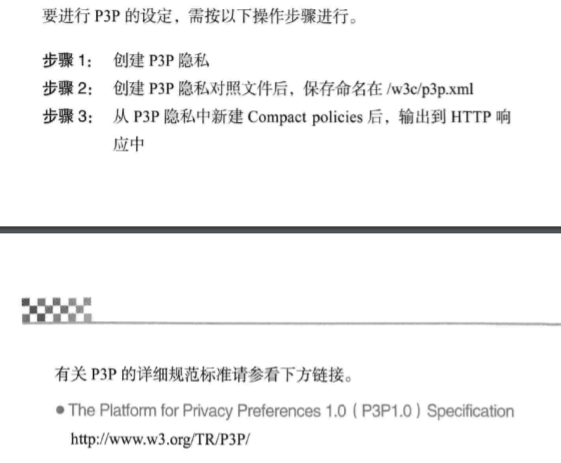 要进行 P3P 的设定，需按以下操作步骤进行。
步骤 1： 创建 P3P 隐私
步骤 2： 创建 P3P 隐私对照文件后，保存命名在 /w3c/p3p.xml
步骤 3： 从 P3P 隐私中新建 Compact policies 后，输出到 HTTP 响
应中
有关 P3P 的详细规范标准请参看下方链接。
● The Platform for Privacy Preferences 1.0（P3P1.0）Specification
http://www.w3.org/TR/P3P/